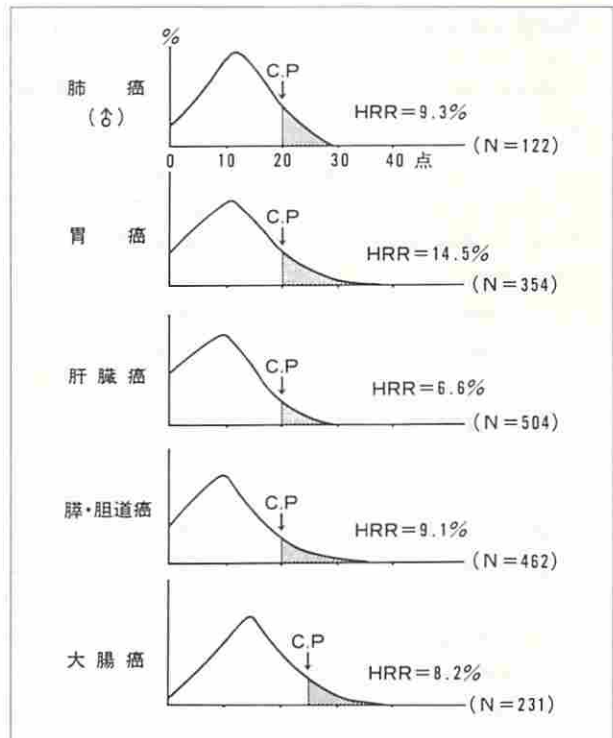 %
C.P
肺癌
(♂)
HRR=9.3%
(N=122)
0 10 20 30 40 点
C.P
胃癌
HRR=14.5%
(N=354)
C.P
肝臓癌
HRR=6.6%
(N=504)
C.P
膵・胆道癌
HRR=9.1%
(N=462)
C.P
大腸癌
HRR=8.2%
(N=231)